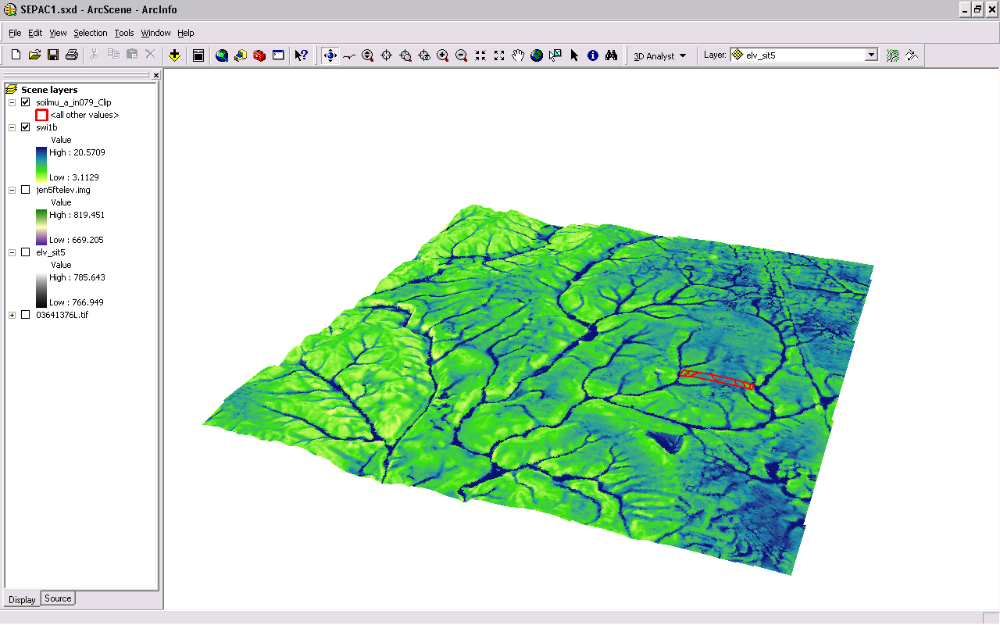 SEPAC1.sxd - ArcScene - ArcInfo
File Edit View Selection Tools Window Help
3D Analyst Layer: elv_sit5
Scene layers
soilmu_a_in079_Clip
<all other values>
swi1b
Value
High : 20.5709
Low : 3.1129
jen5ftelev.img
Value
High : 819.451
Low : 669.205
elv_sit5
Value
High : 785.643
Low : 766.949
03641376L.tif
Display Source